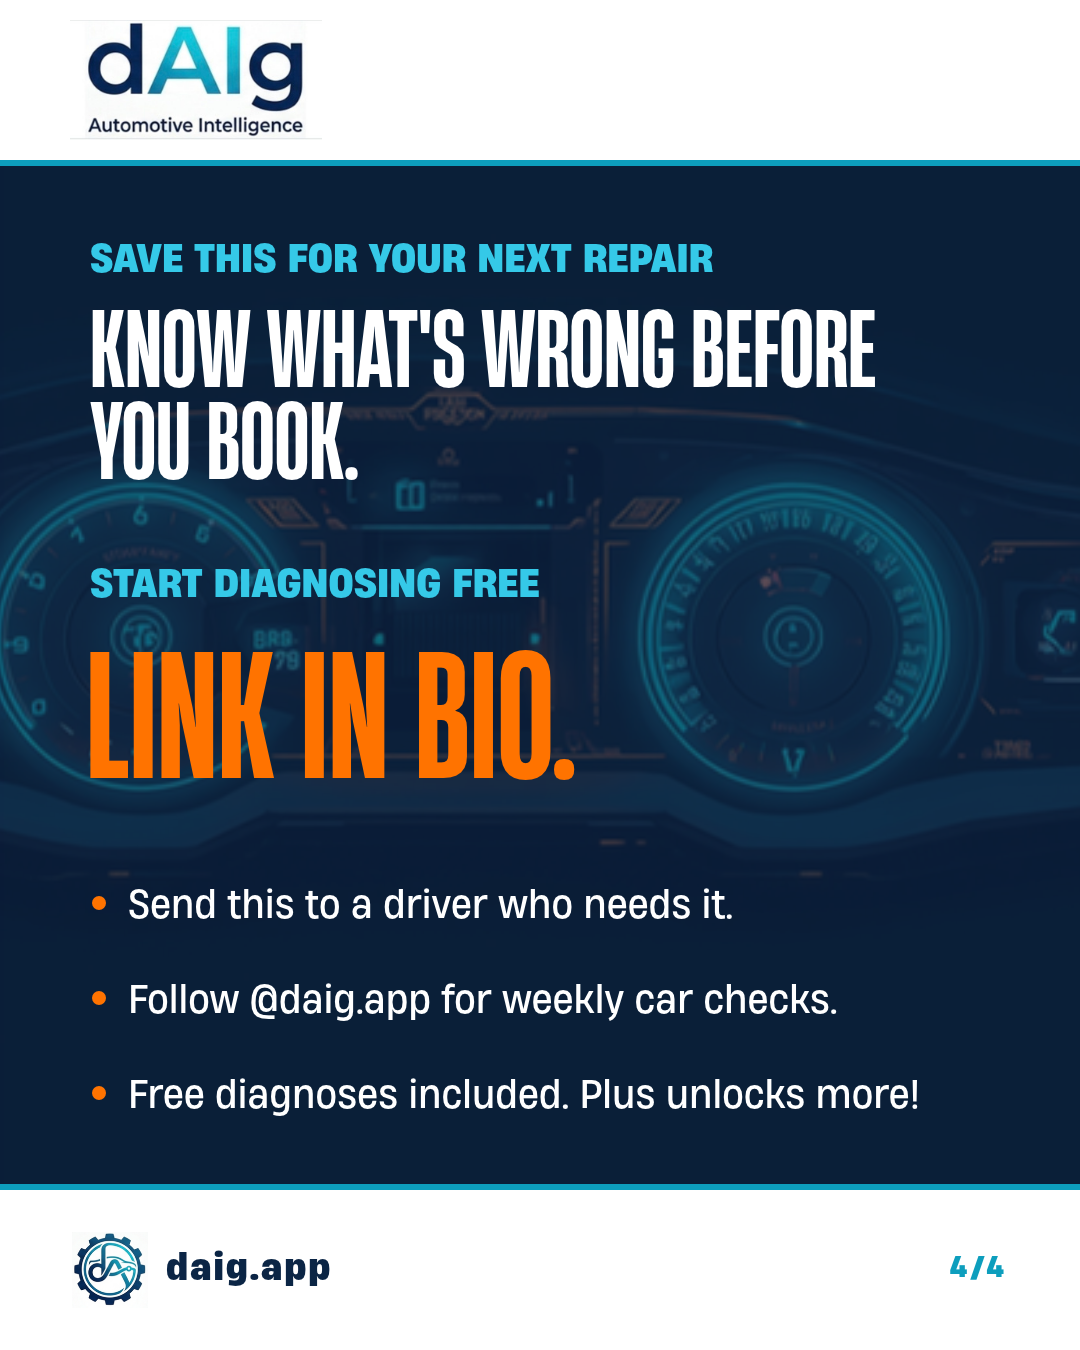 dAIg
Automotive Intelligence
SAVE THIS FOR YOUR NEXT REPAIR
KNOW WHAT'S WRONG BEFORE
YOU BOOK.
START DIAGNOSING FREE
LINK IN BIO.
• Send this to a driver who needs it.
• Follow @daig.app for weekly car checks.
• Free diagnoses included. Plus unlocks more!
daig.app
4/4